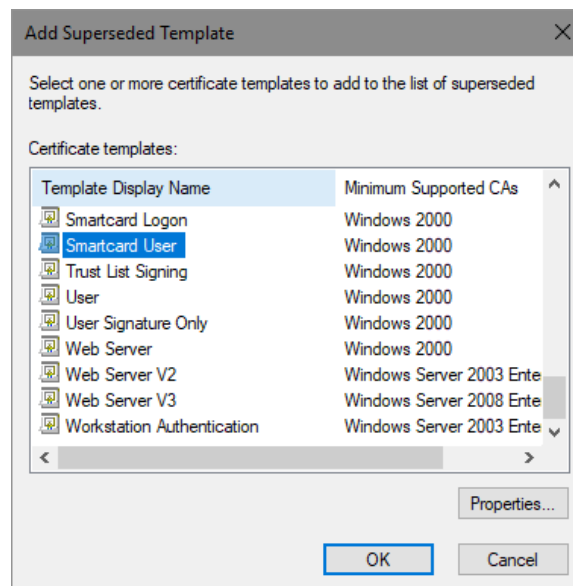 Add Superseded Template
Select one or more certificate templates to add to the list of superseded
templates.
Certificate templates:
Template Display Name Minimum Supported CAs
Smartcard Logon Windows 2000
Smartcard User Windows 2000
Trust List Signing Windows 2000
User Windows 2000
User Signature Only Windows 2000
Web Server Windows 2000
Web Server V2 Windows Server 2003 Ente
Web Server V3 Windows Server 2008 Ente
Workstation Authentication Windows Server 2003 Ente
Properties...
OK Cancel